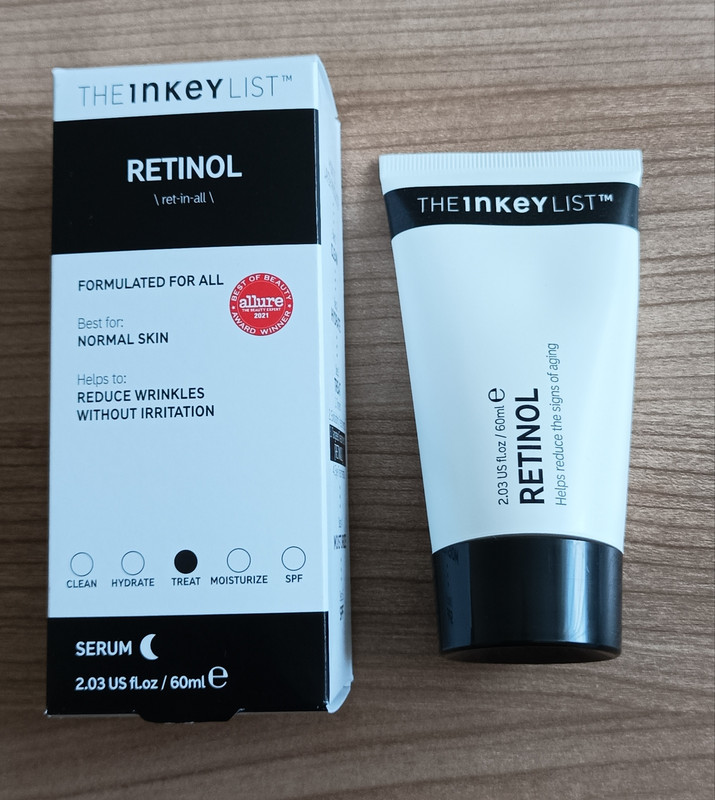 THE INKEY LIST™
RETINOL
\ ret-in-all \
FORMULATED FOR ALL
BEST OF BEAUTY
allure
THE BEAUTY EXPERT
2021
AWARD WINNER
Best for:
NORMAL SKIN
Helps to:
REDUCE WRINKLES
WITHOUT IRRITATION
CLEAN HYDRATE TREAT MOISTURIZE SPF
SERUM
2.03 US fl.oz / 60ml ℮
THE INKEY LIST™
2.03 US fl.oz / 60ml ℮
RETINOL
Helps reduce the signs of aging